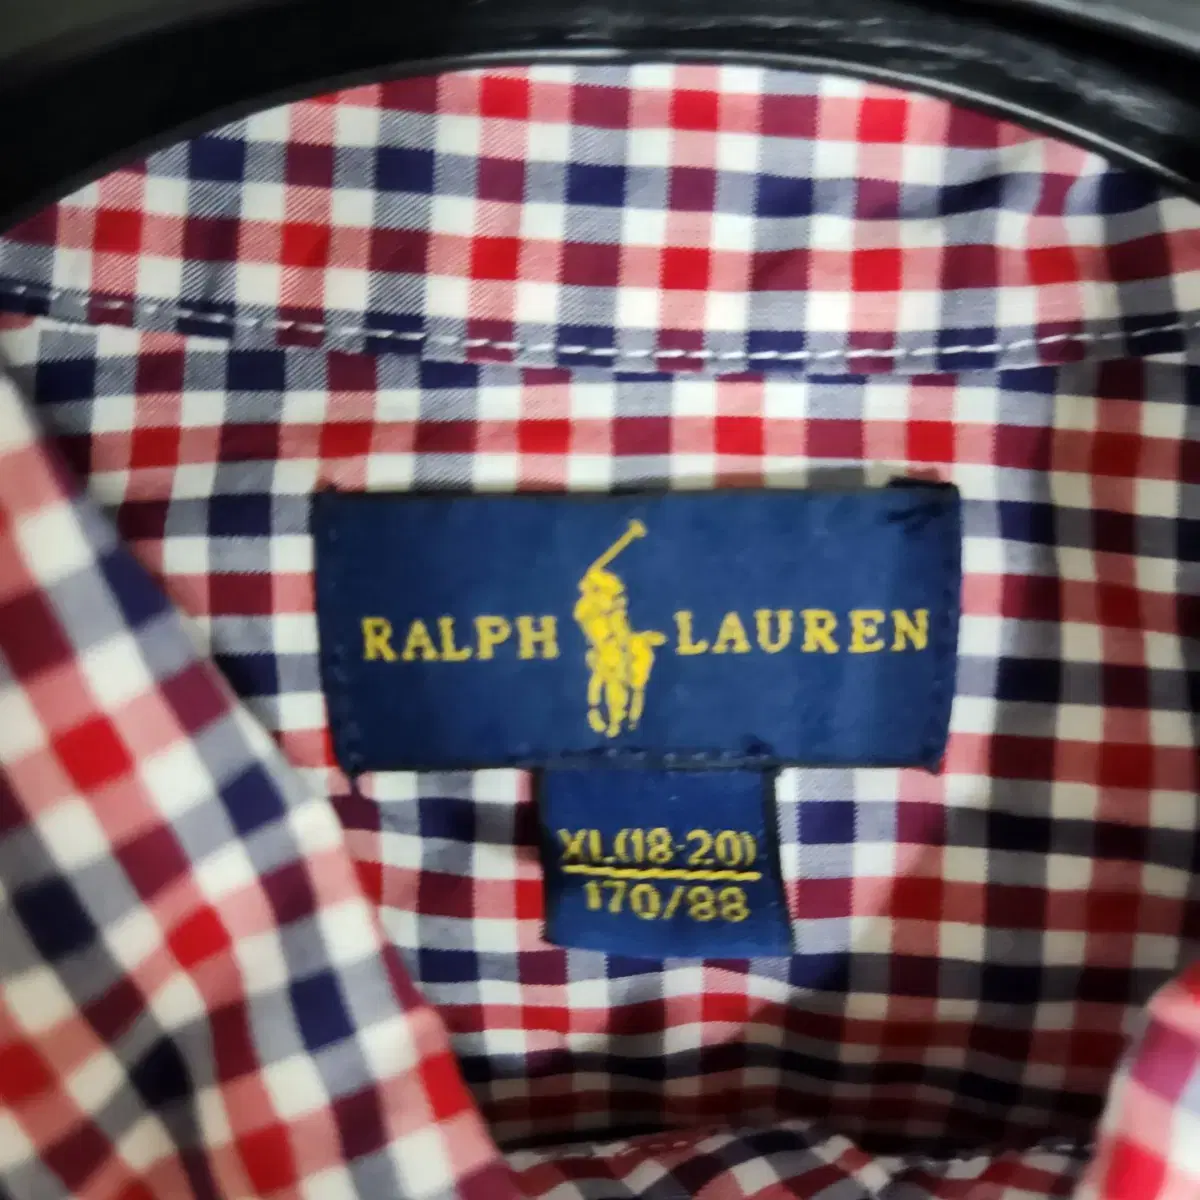 RALPH LAUREN
XL(18-20)
170/88